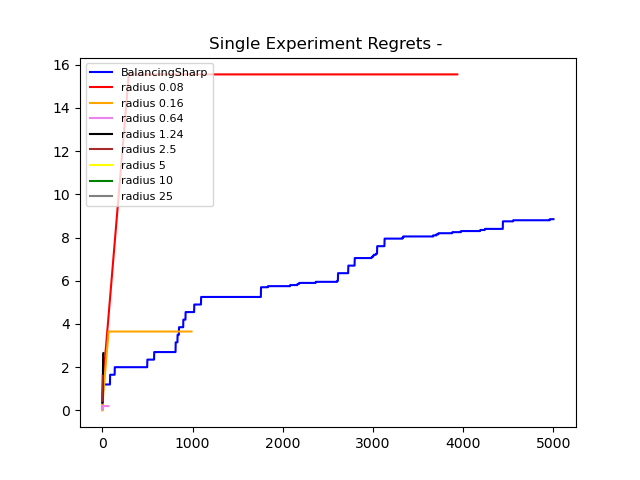 Single Experiment Regrets -
16
14
12
10
8
6
4
2
0
BalancingSharp
radius 0.08
radius 0.16
radius 0.64
radius 1.24
radius 2.5
radius 5
radius 10
radius 25
0 1000 2000 3000 4000 5000